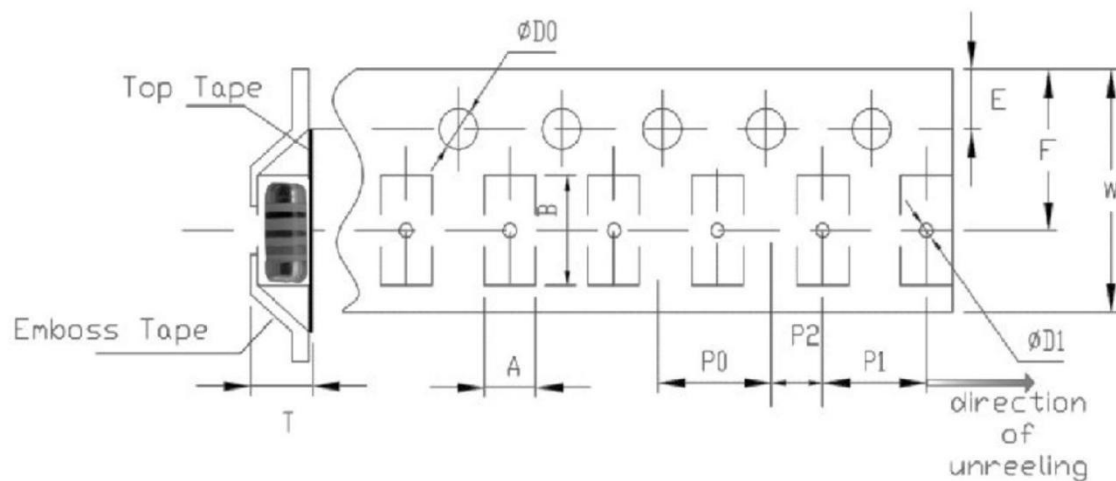 ØD0
Top Tape
E
F
W
B
Emboss Tape
ØD1
P2
P0
P1
A
T
direction
of
unreeling